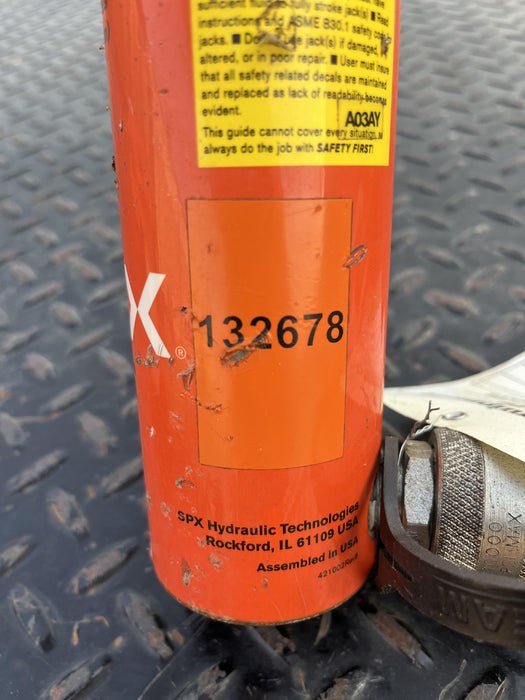 sufficient fluid to fully stroke jack(s) ■ Read
instructions and ASME B30.1 safety code
jacks. ■ Do not use jack(s) if damaged,
altered, or in poor repair. ■ User must insure
that all safety related decals are maintained
and replaced as lack of readability becomes
evident.
A03AY
This guide cannot cover every situation,
always do the job with SAFETY FIRST!
X®
132678
SPX Hydraulic Technologies
Rockford, IL 61109 USA
Assembled in USA
MAX
EAM